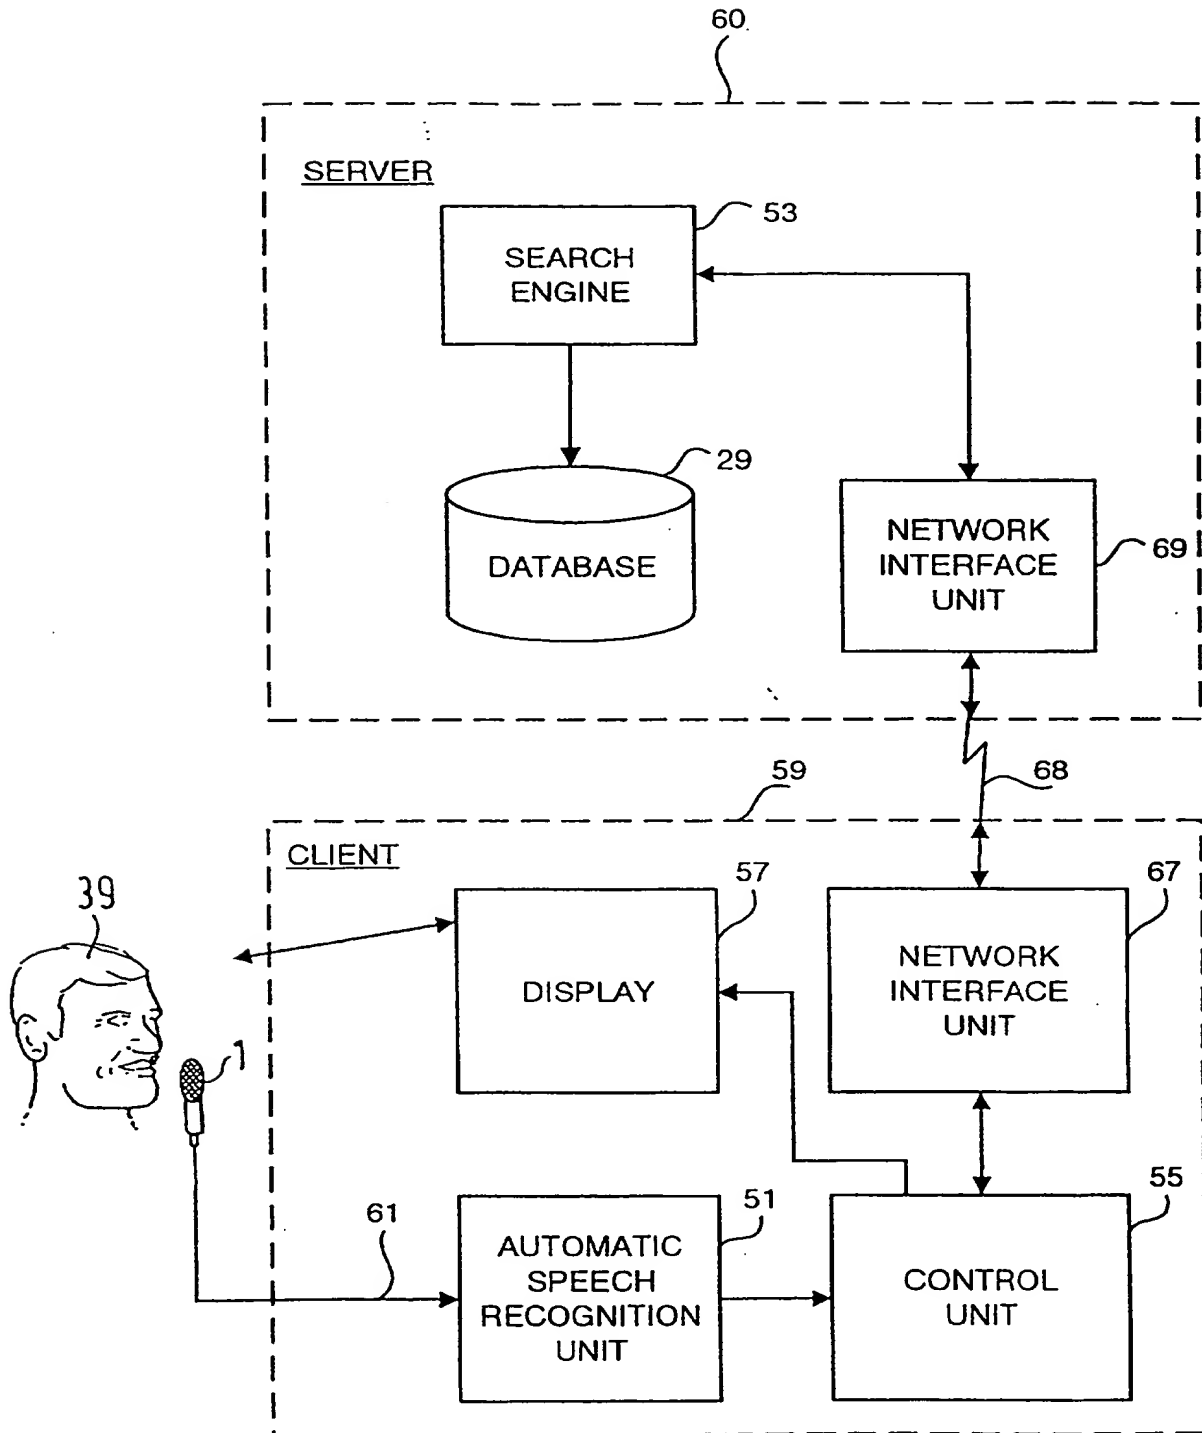 60
SERVER
53
SEARCH
ENGINE
29
DATABASE
NETWORK
INTERFACE
UNIT
69
68
59
CLIENT
39
57
67
DISPLAY
NETWORK
INTERFACE
UNIT
1
61
51
55
AUTOMATIC
SPEECH
RECOGNITION
UNIT
CONTROL
UNIT